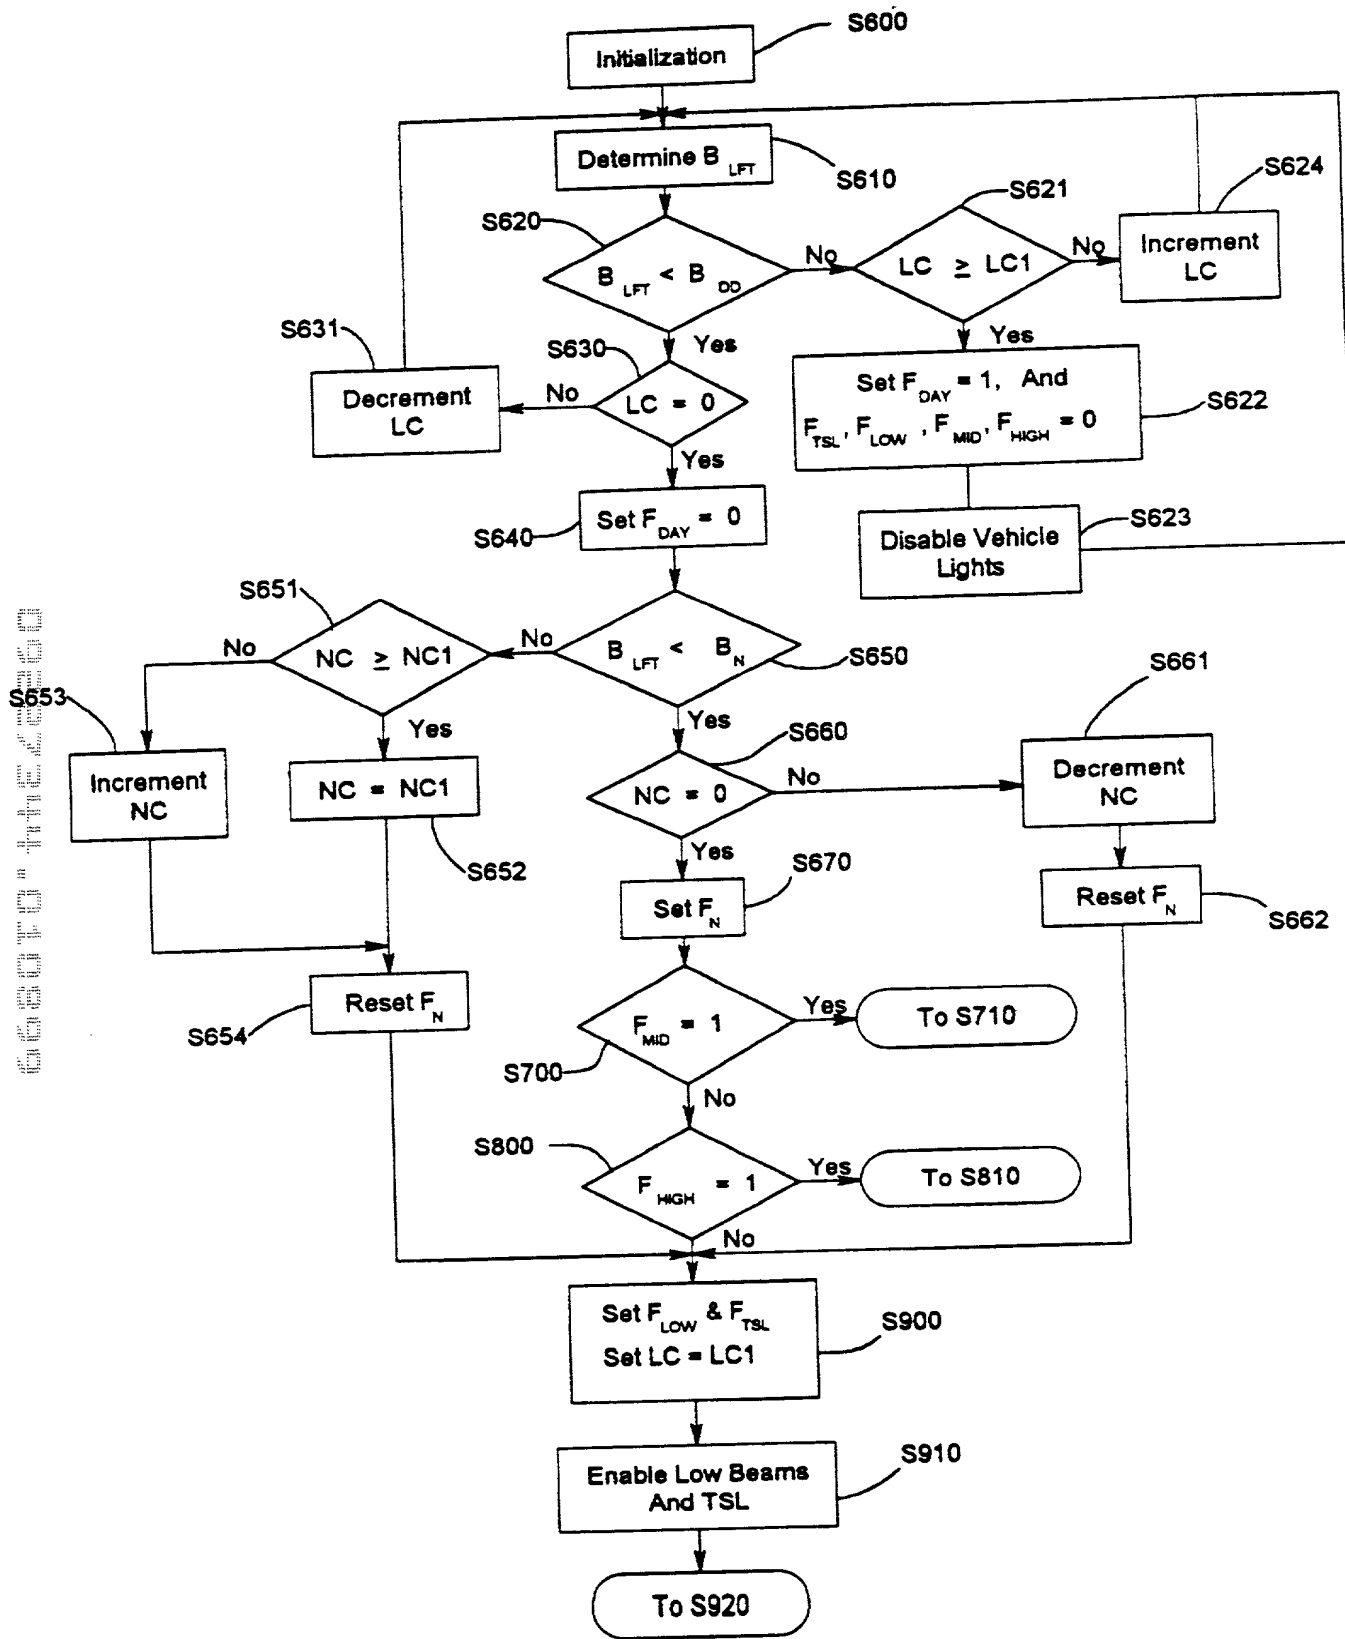 S600
Initialization
Determine B LFT
S610
S620
B LFT < B DD
No
S621
LC ≥ LC1
No
S624
Increment
LC
Yes
Yes
S631
Decrement
LC
No
S630
LC = 0
Set F DAY = 1, And
F TSL, F LOW, F MID, F HIGH = 0
S622
Yes
S640
Set F DAY = 0
Disable Vehicle
Lights
S623
S651
No
NC ≥ NC1
No
B LFT < B N
S650
S653
Yes
Yes
S661
Increment
NC
NC = NC1
S652
S660
NC = 0
No
Decrement
NC
Yes
S670
Set F N
Reset F N
S662
Reset F N
S654
F MID = 1
Yes
To S710
S700
No
S800
F HIGH = 1
Yes
To S810
No
Set F LOW & F TSL
Set LC = LC1
S900
Enable Low Beams
And TSL
S910
To S920